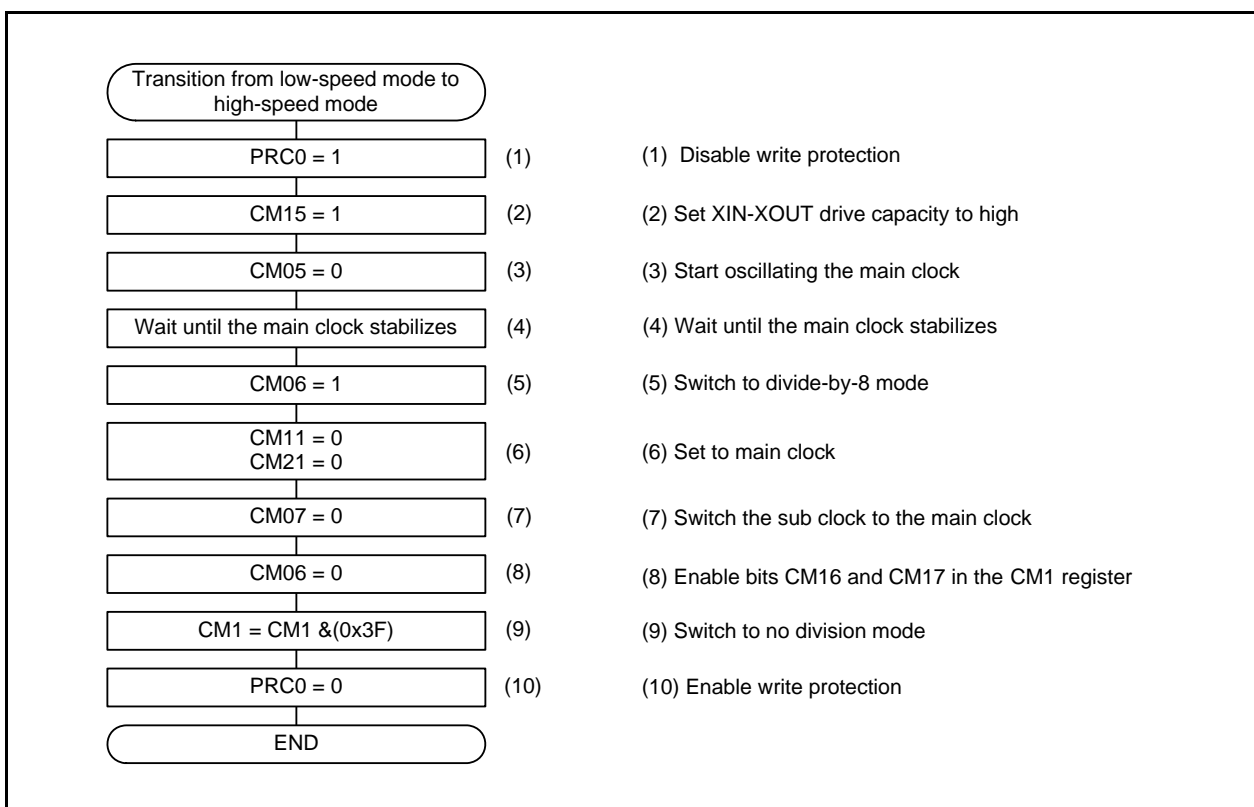 Transition from low-speed mode to
high-speed mode
PRC0 = 1
(1)
(1) Disable write protection
CM15 = 1
(2)
(2) Set XIN-XOUT drive capacity to high
CM05 = 0
(3)
(3) Start oscillating the main clock
Wait until the main clock stabilizes
(4)
(4) Wait until the main clock stabilizes
CM06 = 1
(5)
(5) Switch to divide-by-8 mode
CM11 = 0
CM21 = 0
(6)
(6) Set to main clock
CM07 = 0
(7)
(7) Switch the sub clock to the main clock
CM06 = 0
(8)
(8) Enable bits CM16 and CM17 in the CM1 register
CM1 = CM1 &(0x3F)
(9)
(9) Switch to no division mode
PRC0 = 0
(10)
(10) Enable write protection
END